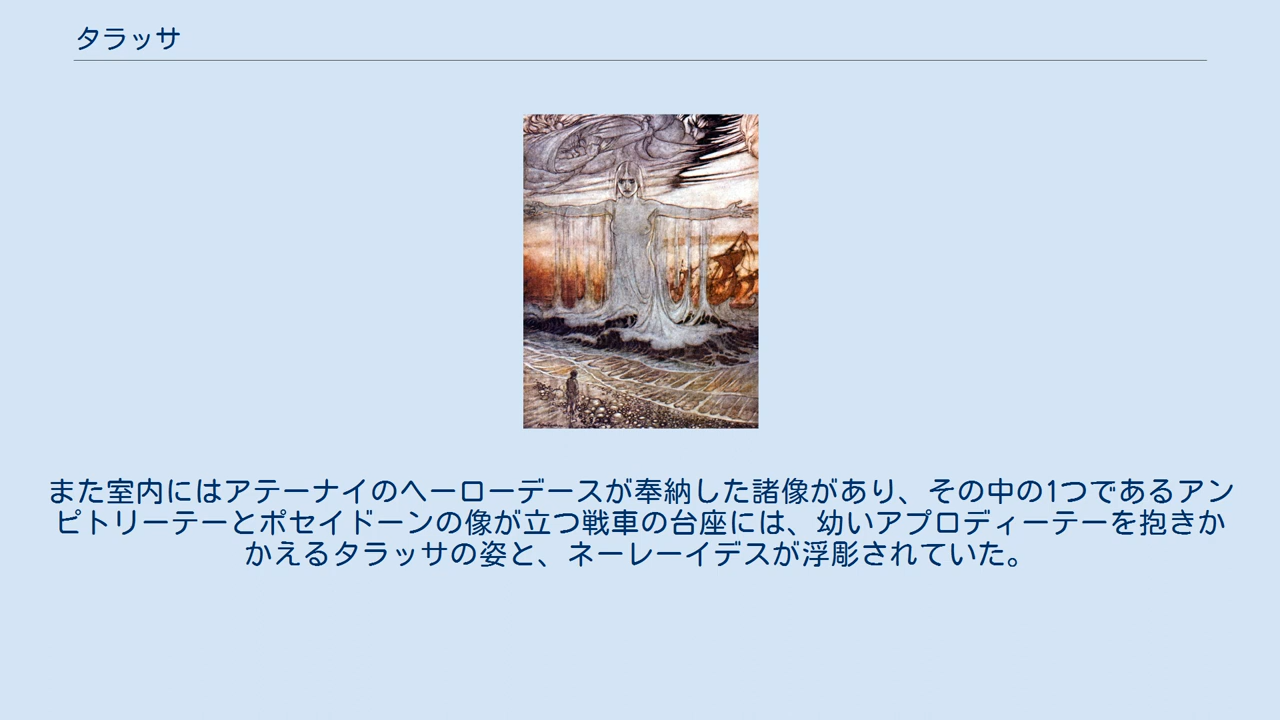 タラッサ
また室内にはアテーナイのヘーローデースが奉納した諸像があり、その中の1つであるアン
ピトリーテーとポセイドーンの像が立つ戦車の台座には、幼いアプロディーテーを抱きか
かえるタラッサの姿と、ネーレーイデスが浮彫されていた。